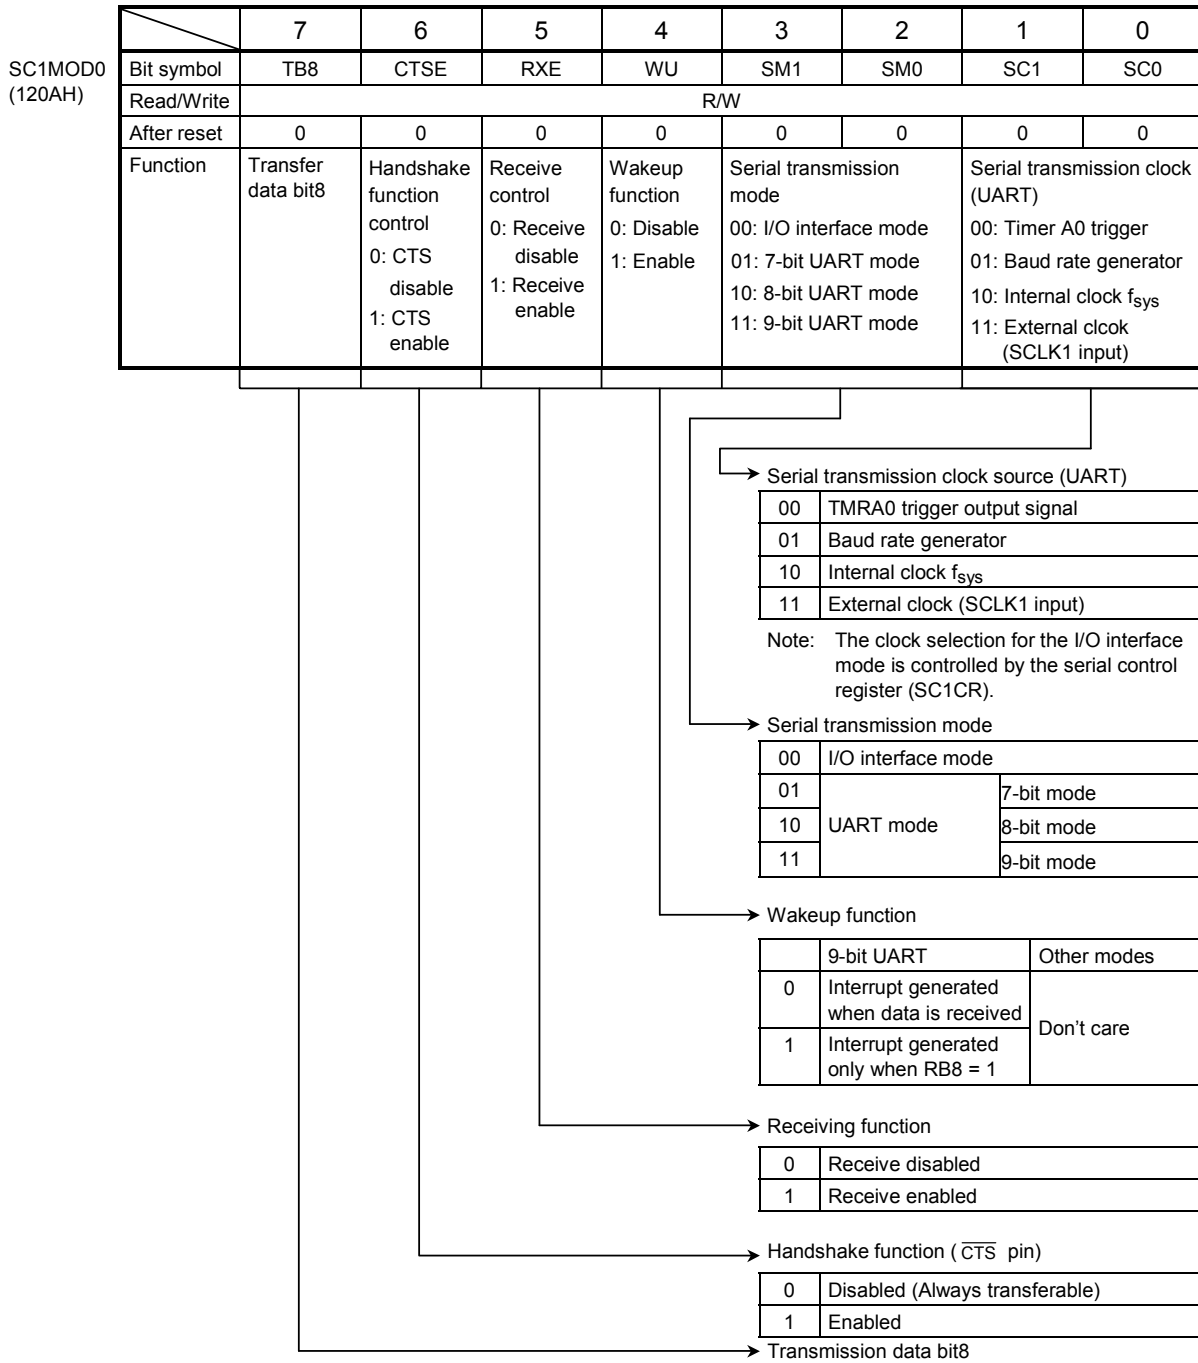 7 6 5 4 3 2 1 0
SC1MOD0
(120AH)
Bit symbol TB8 CTSE RXE WU SM1 SM0 SC1 SC0
Read/Write R/W
After reset 0 0 0 0 0 0 0 0
Function
Transfer
data bit8
Handshake
function
control
0: CTS
disable
1: CTS
enable
Receive
control
0: Receive
disable
1: Receive
enable
Wakeup
function
0: Disable
1: Enable
Serial transmission
mode
00: I/O interface mode
01: 7-bit UART mode
10: 8-bit UART mode
11: 9-bit UART mode
Serial transmission clock
(UART)
00: Timer A0 trigger
01: Baud rate generator
10: Internal clock fsys
11: External clcok
(SCLK1 input)
Serial transmission clock source (UART)
00 TMRA0 trigger output signal
01 Baud rate generator
10 Internal clock fsys
11 External clock (SCLK1 input)
Note: The clock selection for the I/O interface
mode is controlled by the serial control
register (SC1CR).
Serial transmission mode
00 I/O interface mode
01 7-bit mode
10 UART mode 8-bit mode
11 9-bit mode
Wakeup function
9-bit UART Other modes
0 Interrupt generated
when data is received
Don't care
1 Interrupt generated
only when RB8 = 1
Receiving function
0 Receive disabled
1 Receive enabled
Handshake function ( C̅T̅S̅ pin)
0 Disabled (Always transferable)
1 Enabled
Transmission data bit8